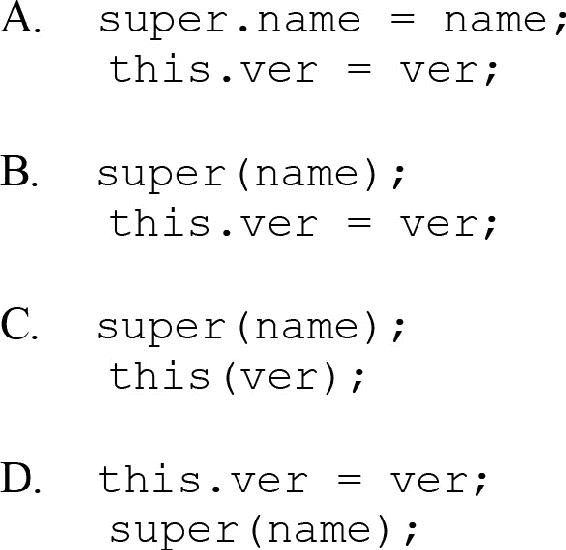 A. super.name = name;
this.ver = ver;
B. super(name);
this.ver = ver;
C. super(name);
this(ver);
D. this.ver = ver;
super(name);